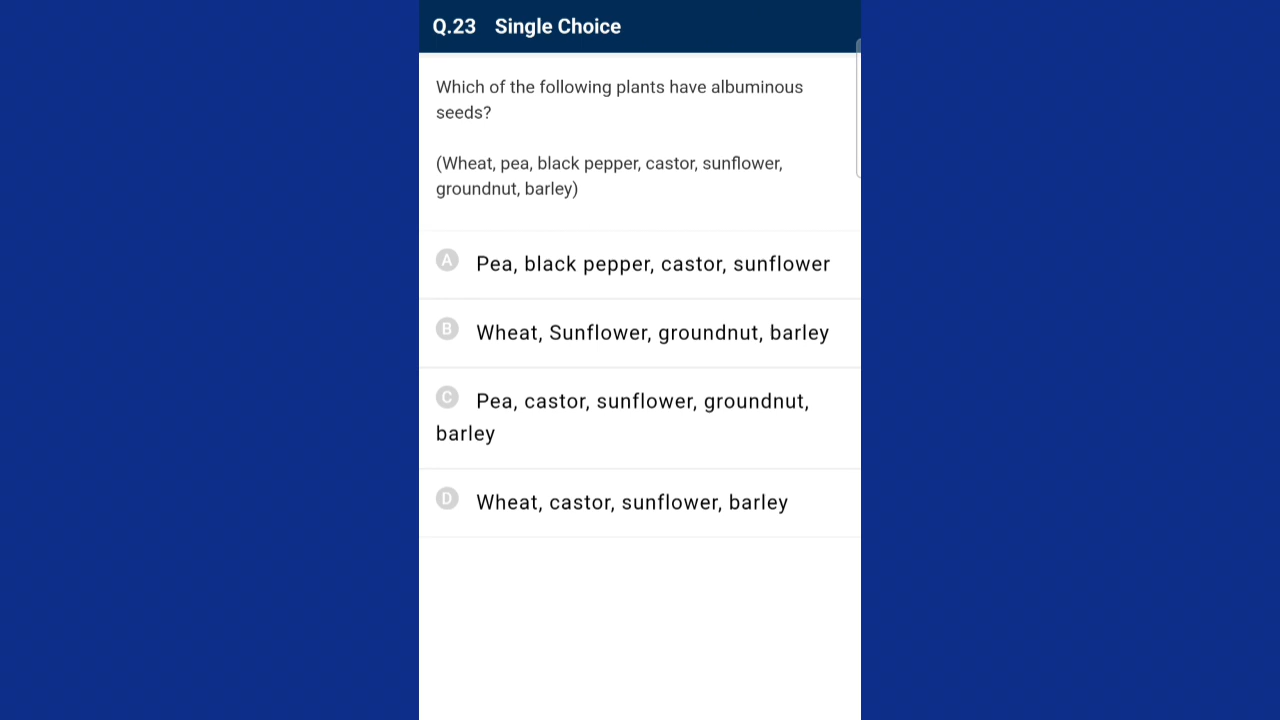 Q.23 Single Choice
Which of the following plants have albuminous
seeds?
(Wheat, pea, black pepper, castor, sunflower,
groundnut, barley)
A Pea, black pepper, castor, sunflower
B Wheat, Sunflower, groundnut, barley
C Pea, castor, sunflower, groundnut,
barley
D Wheat, castor, sunflower, barley